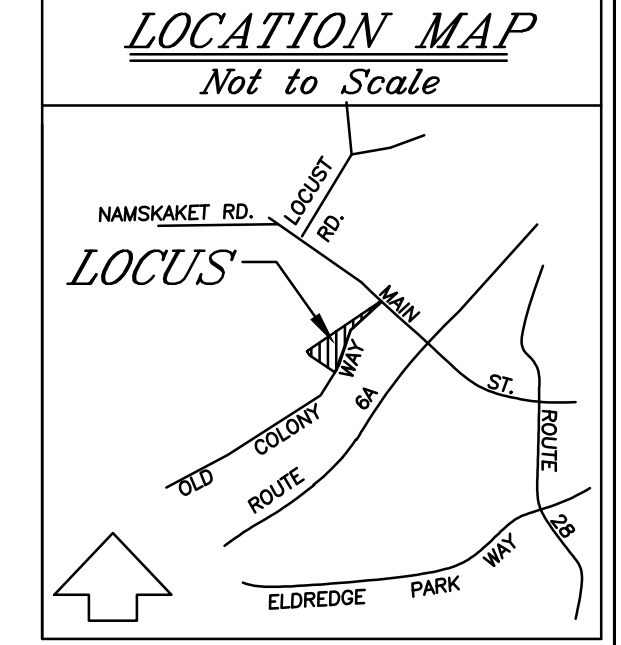 LOCATION MAP
Not to Scale
LOCUST
RD.
NAMSKAKET RD.
LOCUS
MAIN
ST.
OLD COLONY WAY
ROUTE 6A
ROUTE
28
ELDREDGE PARK WAY